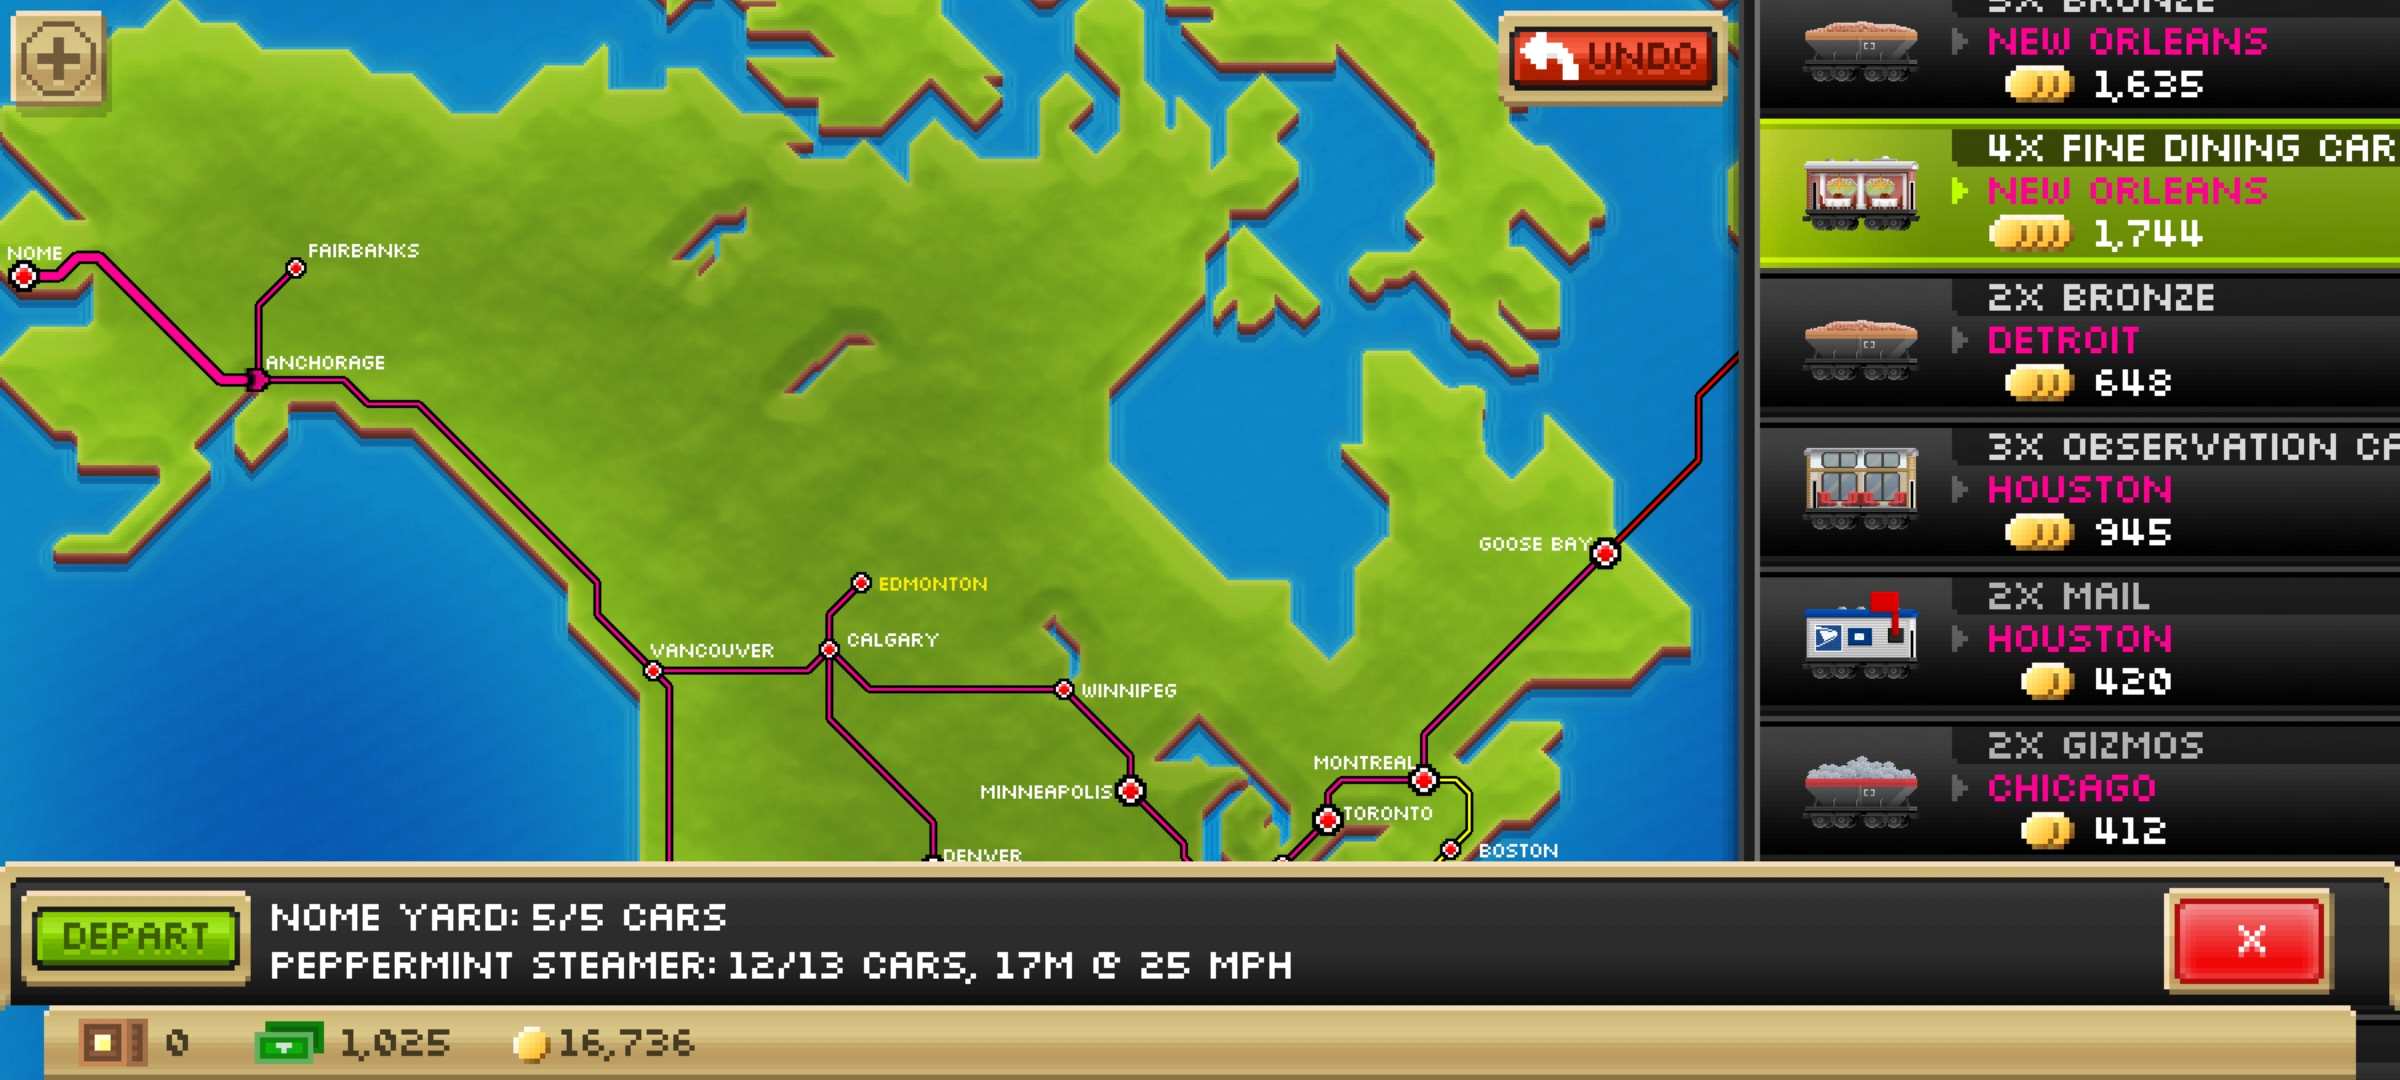 UNDO
NOME
FAIRBANKS
ANCHORAGE
GOOSE BAY
EDMONTON
CALGARY
VANCOUVER
WINNIPEG
MONTREAL
MINNEAPOLIS
TORONTO
BOSTON
DENVER
3X BRONZE
NEW ORLEANS
1,635
4X FINE DINING CAR
NEW ORLEANS
1,744
2X BRONZE
DETROIT
648
3X OBSERVATION CA
HOUSTON
945
2X MAIL
HOUSTON
420
2X GIZMOS
CHICAGO
412
DEPART
NOME YARD: 5/5 CARS
PEPPERMINT STEAMER: 12/13 CARS, 17M @ 25 MPH
X
0
1,025
16,736